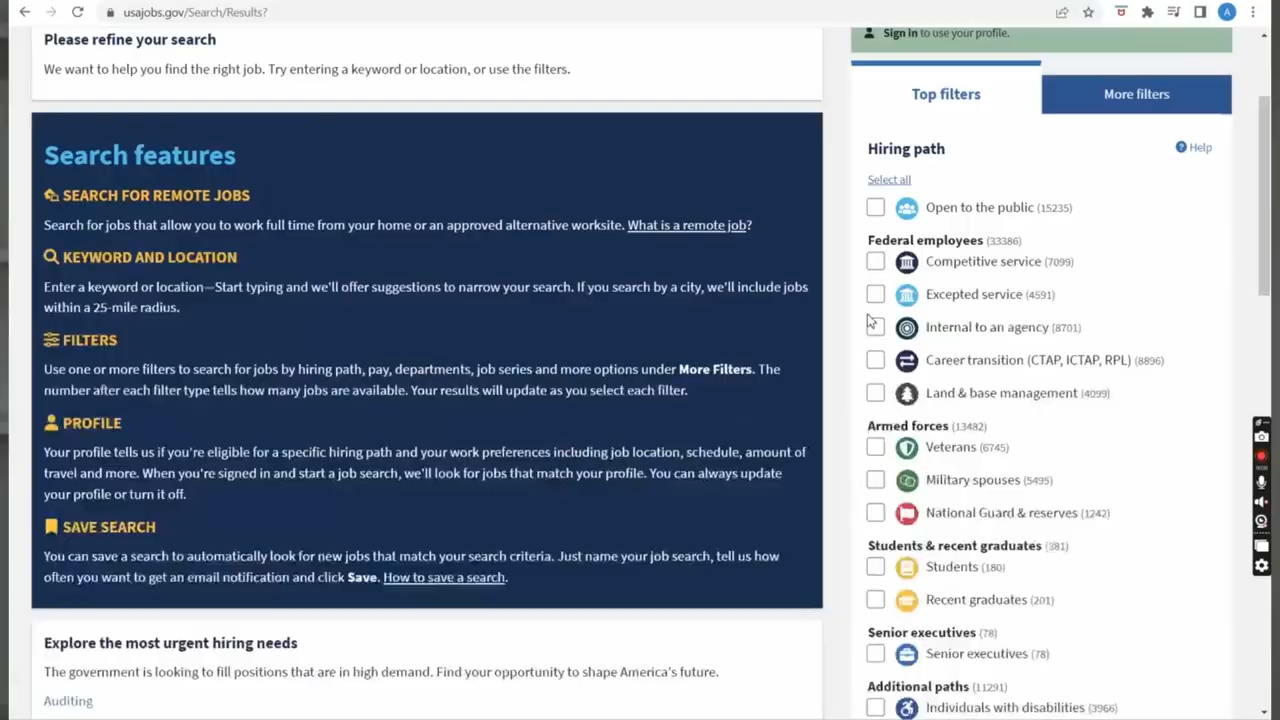 usajobs.gov/Search/Results?
A
Please refine your search
We want to help you find the right job. Try entering a keyword or location, or use the filters.
Search features
SEARCH FOR REMOTE JOBS
Search for jobs that allow you to work full time from your home or an approved alternative worksite. What is a remote job?
KEYWORD AND LOCATION
Enter a keyword or location—Start typing and we'll offer suggestions to narrow your search. If you search by a city, we'll include jobs
within a 25-mile radius.
FILTERS
Use one or more filters to search for jobs by hiring path, pay, departments, job series and more options under More Filters. The
number after each filter type tells how many jobs are available. Your results will update as you select each filter.
PROFILE
Your profile tells us if you're eligible for a specific hiring path and your work preferences including job location, schedule, amount of
travel and more. When you're signed in and start a job search, we'll look for jobs that match your profile. You can always update
your profile or turn it off.
SAVE SEARCH
You can save a search to automatically look for new jobs that match your search criteria. Just name your job search, tell us how
often you want to get an email notification and click Save. How to save a search.
Explore the most urgent hiring needs
The government is looking to fill positions that are in high demand. Find your opportunity to shape America's future.
Auditing
Sign in to use your profile.
Top filters
More filters
Hiring path
Help
Select all
Open to the public (15235)
Federal employees (33386)
Competitive service (7099)
Excepted service (4591)
Internal to an agency (8701)
Career transition (CTAP, ICTAP, RPL) (8896)
Land & base management (4099)
Armed forces (13482)
Veterans (6745)
Military spouses (5495)
National Guard & reserves (1242)
Students & recent graduates (381)
Students (180)
Recent graduates (201)
Senior executives (78)
Senior executives (78)
Additional paths (11291)
Individuals with disabilities (3966)